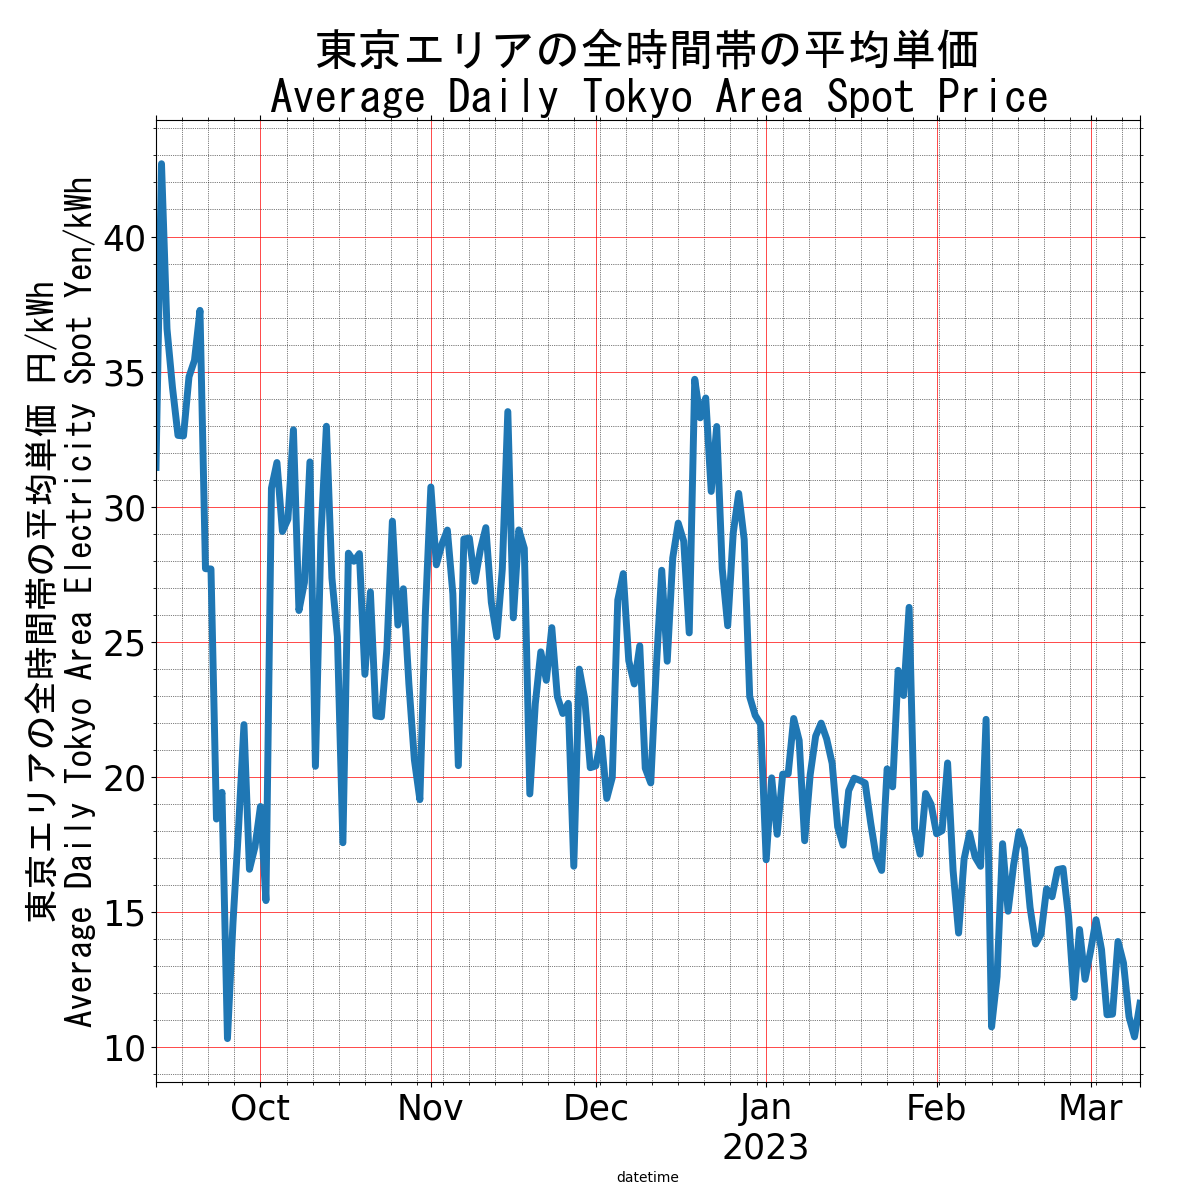 東京エリアの全時間帯の平均単価
Average Daily Tokyo Area Spot Price
東京エリアの全時間帯の平均単価 円/kWh
Average Daily Tokyo Area Electricity Spot Yen/kWh
40
35
30
25
20
15
10
Oct
Nov
Dec
Jan
2023
Feb
Mar
datetime